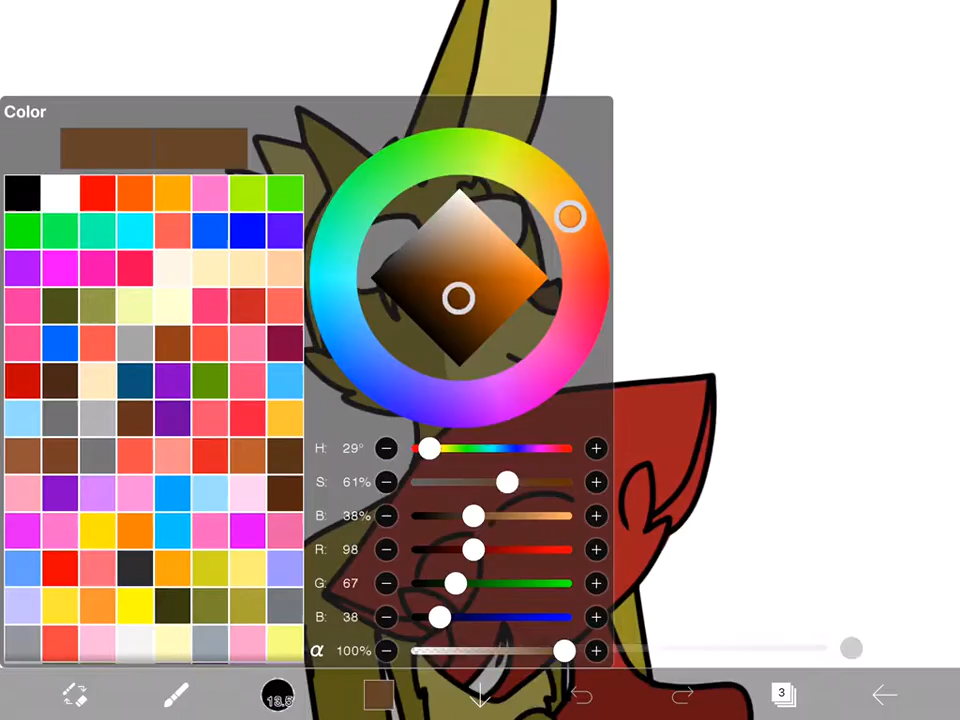 Color
H: 29°
S: 61%
B: 38%
R: 98
G: 67
B: 38
α 100%
13.5
3